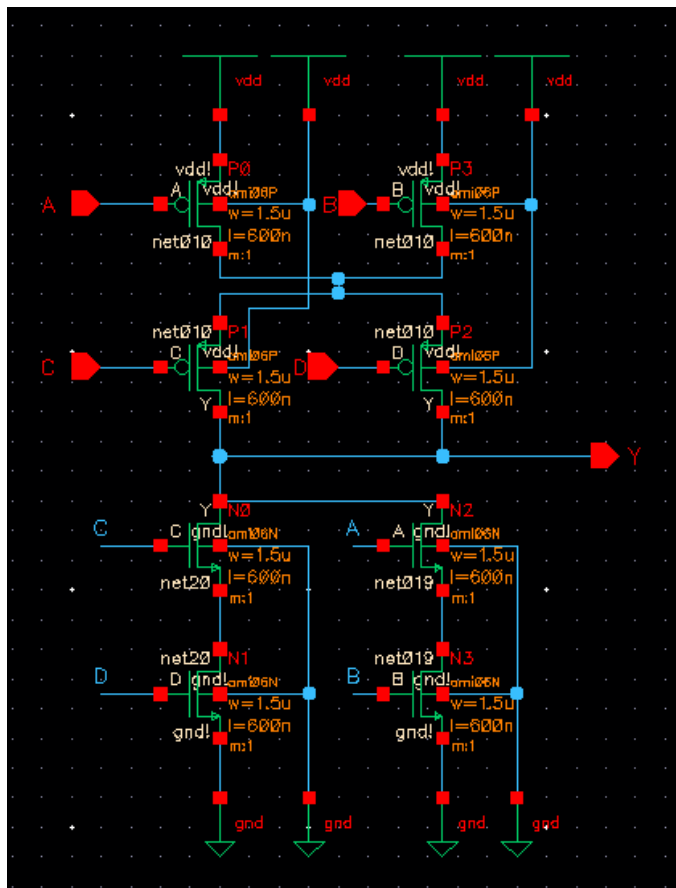 vdd vdd vdd vdd
vdd! P0 vdd! P3
A A vdd! ami06P B B vdd! ami06P
w=1.5u w=1.5u
l=600n l=600n
net010 m:1 net010 m:1
net010 P1 net010 P2
C C vdd! ami06P D D vdd! ami06P
w=1.5u w=1.5u
l=600n l=600n
Y m:1 Y m:1
Y
Y N0 Y N2
C C gnd! ami06N A A gnd! ami06N
w=1.5u w=1.5u
l=600n l=600n
net20 m:1 net019 m:1
net20 N1 net019 N3
D D gnd! ami06N B B gnd! ami06N
w=1.5u w=1.5u
l=600n l=600n
gnd! m:1 gnd! m:1
gnd gnd gnd gnd